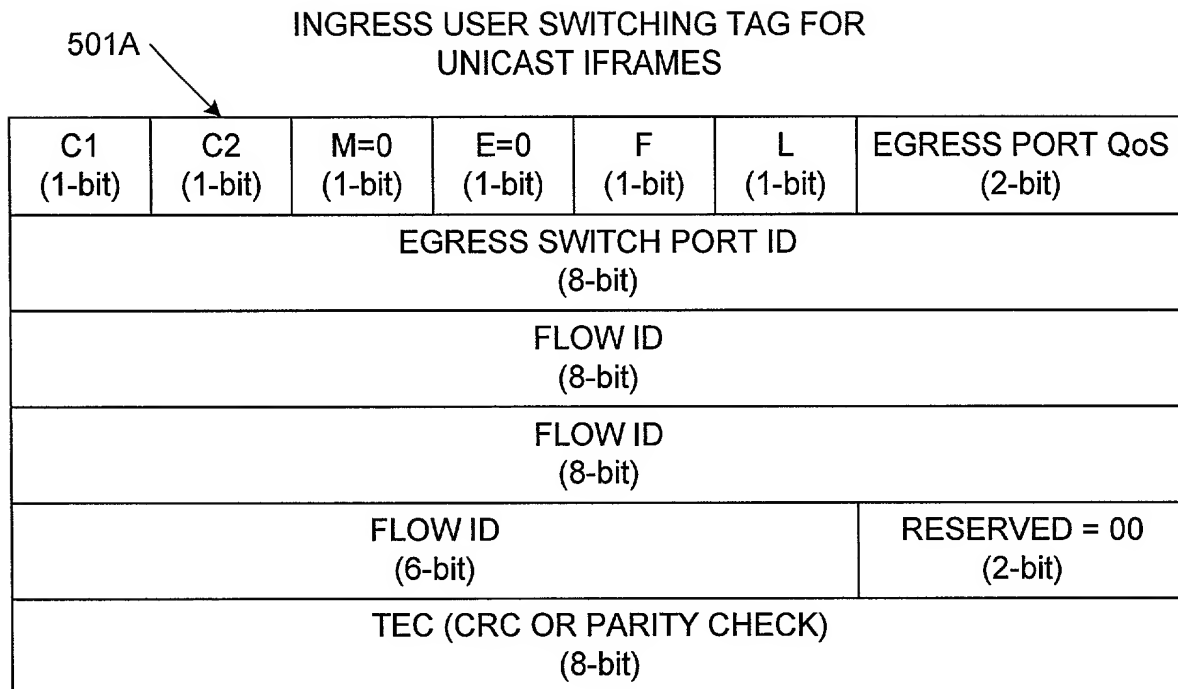 INGRESS USER SWITCHING TAG FOR
UNICAST IFRAMES
501A
C1
(1-bit)
C2
(1-bit)
M=0
(1-bit)
E=0
(1-bit)
F
(1-bit)
L
(1-bit)
EGRESS PORT QoS
(2-bit)
EGRESS SWITCH PORT ID
(8-bit)
FLOW ID
(8-bit)
FLOW ID
(8-bit)
FLOW ID
(6-bit)
RESERVED = 00
(2-bit)
TEC (CRC OR PARITY CHECK)
(8-bit)